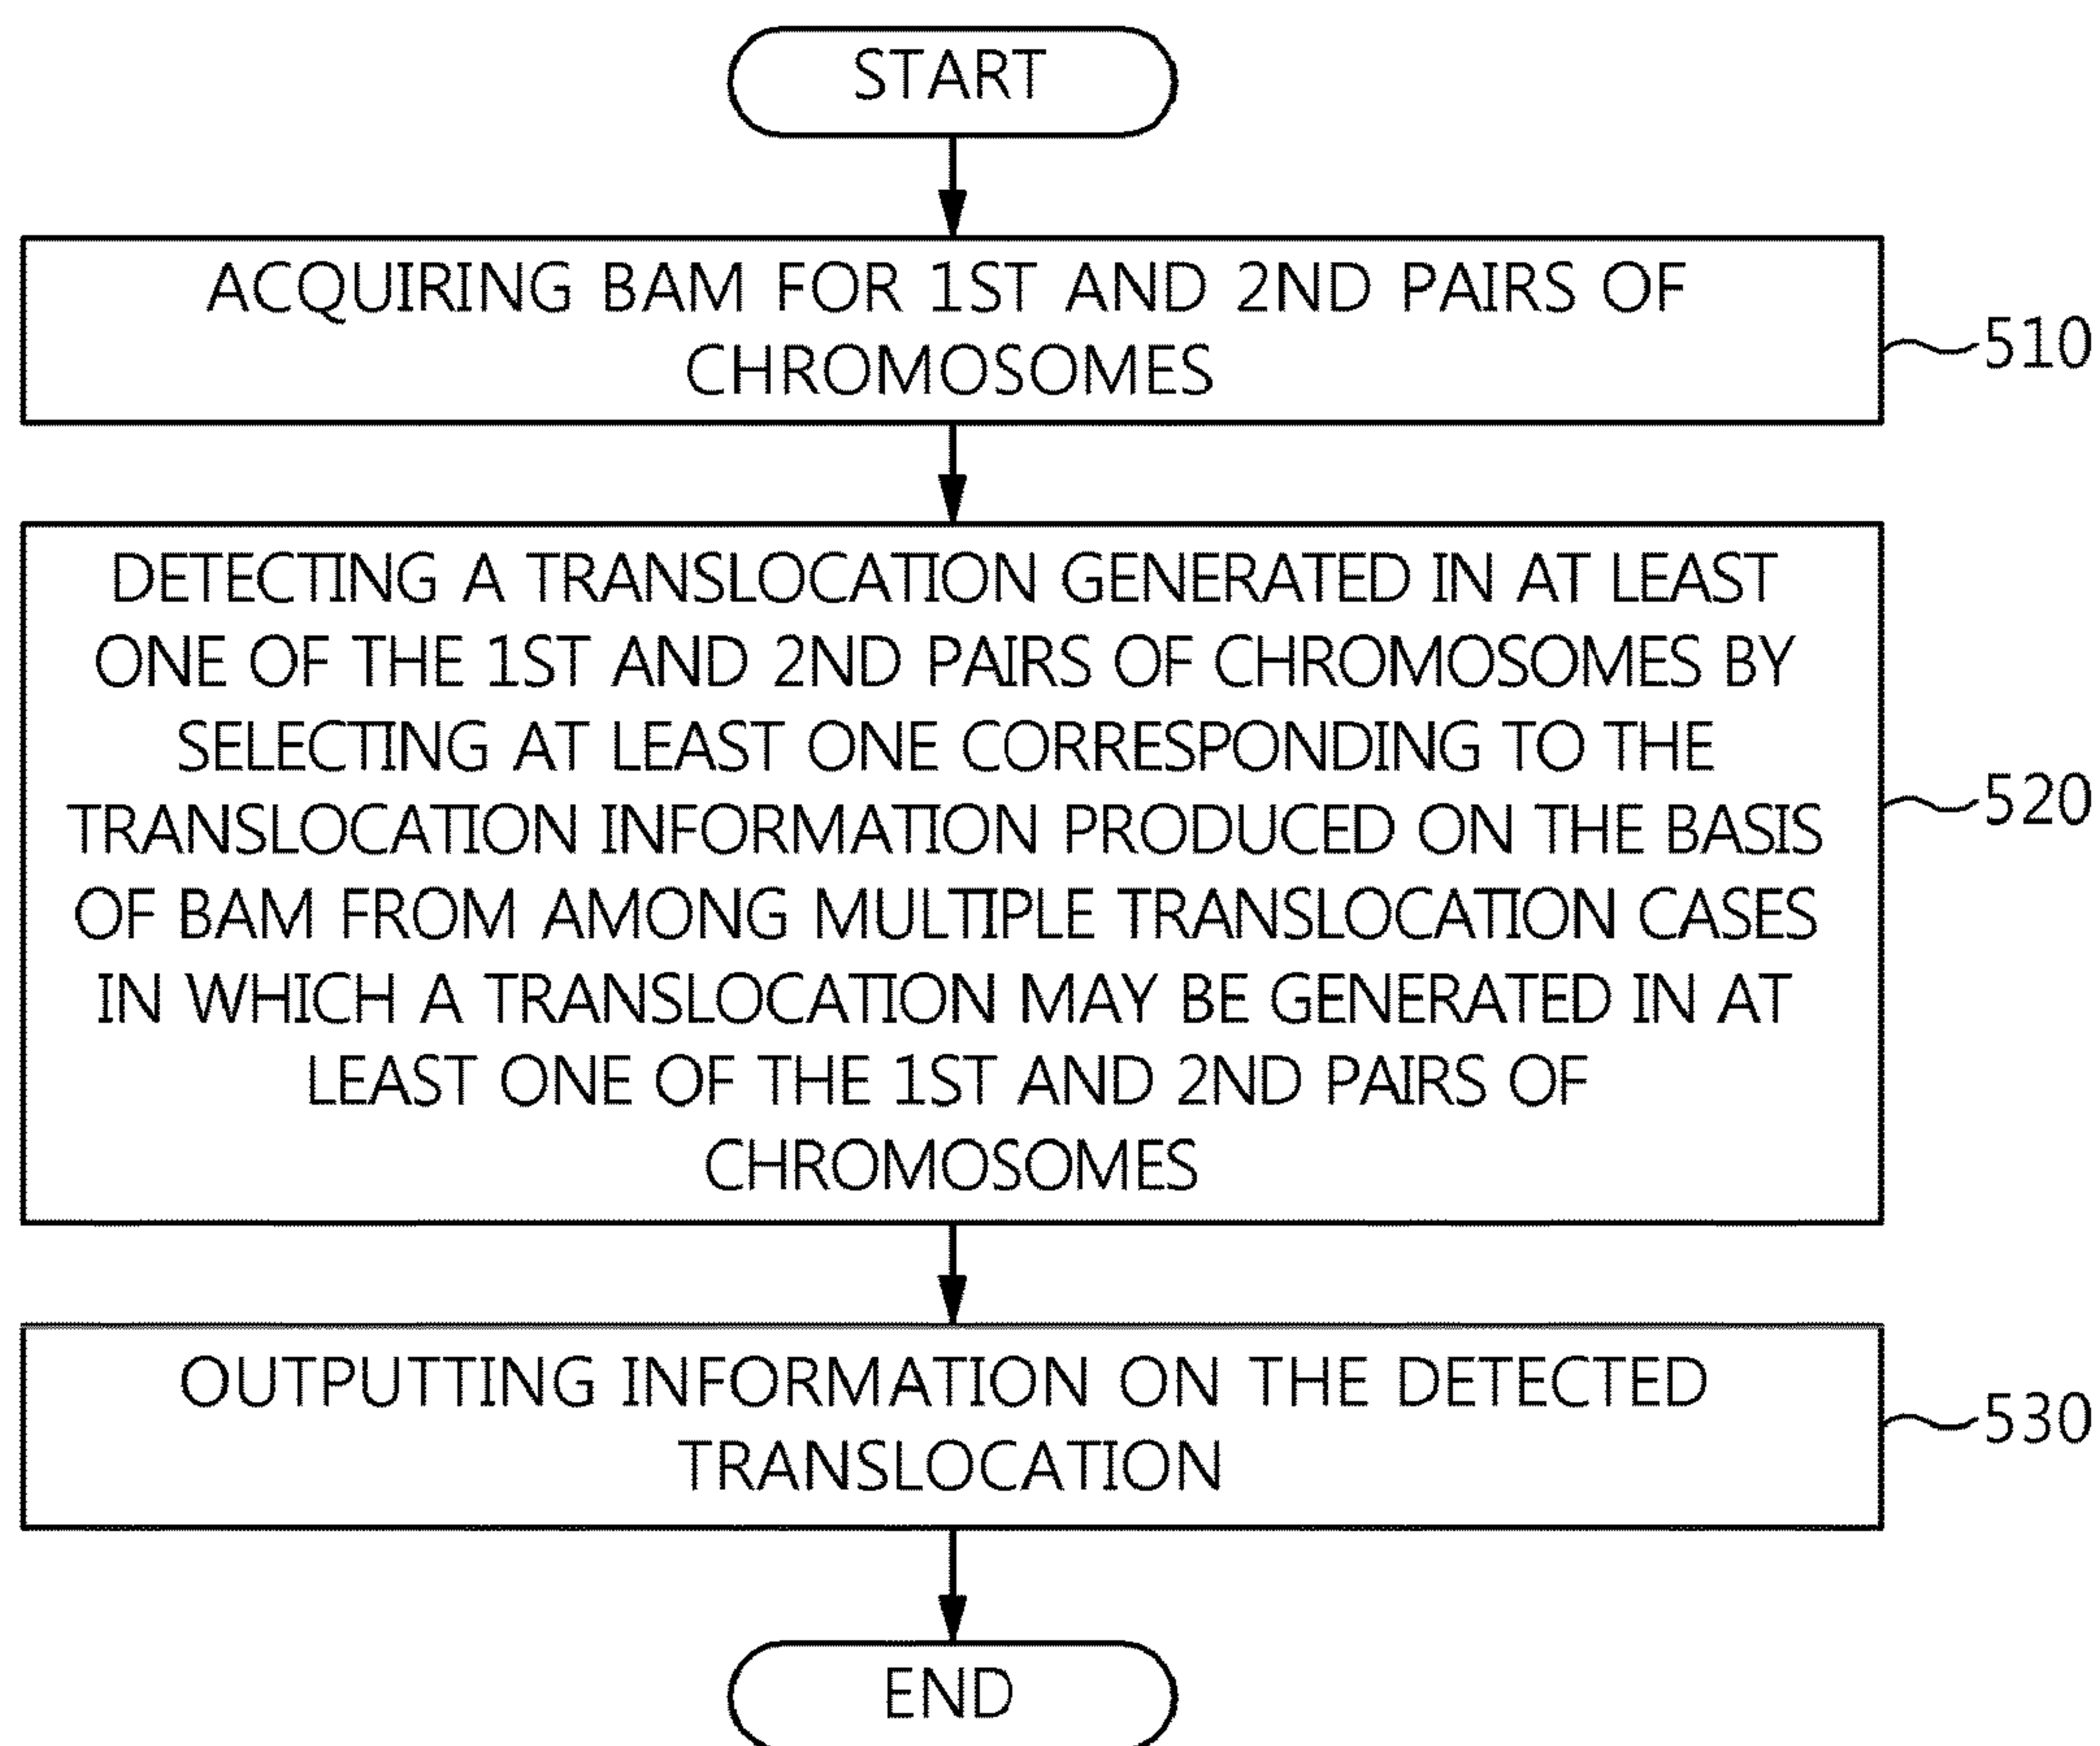 START
ACQUIRING BAM FOR 1ST AND 2ND PAIRS OF
CHROMOSOMES
510
DETECTING A TRANSLOCATION GENERATED IN AT LEAST
ONE OF THE 1ST AND 2ND PAIRS OF CHROMOSOMES BY
SELECTING AT LEAST ONE CORRESPONDING TO THE
TRANSLOCATION INFORMATION PRODUCED ON THE BASIS
OF BAM FROM AMONG MULTIPLE TRANSLOCATION CASES
IN WHICH A TRANSLOCATION MAY BE GENERATED IN AT
LEAST ONE OF THE 1ST AND 2ND PAIRS OF
CHROMOSOMES
520
OUTPUTTING INFORMATION ON THE DETECTED
TRANSLOCATION
530
END